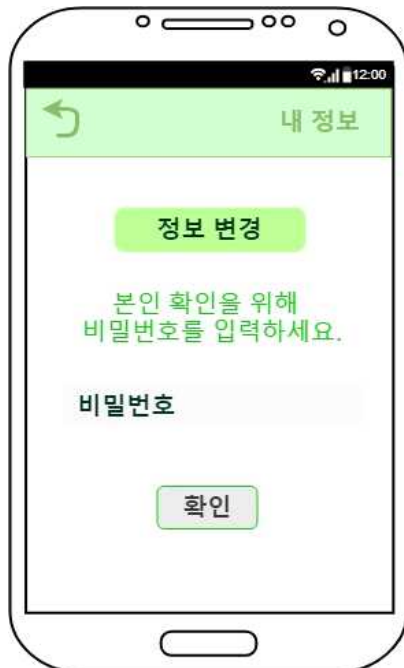 12:00
내 정보
정보 변경
본인 확인을 위해
비밀번호를 입력하세요.
비밀번호
확인